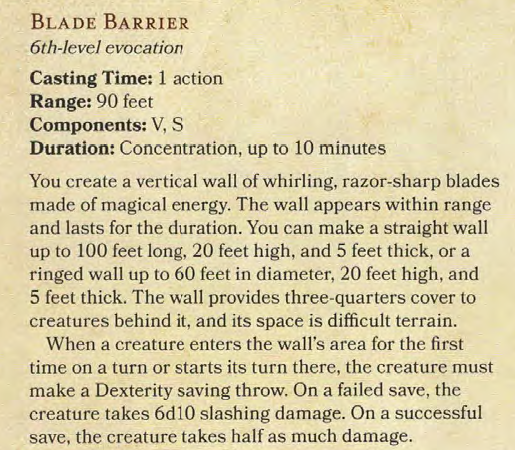 BLADE BARRIER
6th-level evocation
Casting Time: 1 action
Range: 90 feet
Components: V, S
Duration: Concentration, up to 10 minutes
You create a vertical wall of whirling, razor-sharp blades
made of magical energy. The wall appears within range
and lasts for the duration. You can make a straight wall
up to 100 feet long, 20 feet high, and 5 feet thick, or a
ringed wall up to 60 feet in diameter, 20 feet high, and
5 feet thick. The wall provides three-quarters cover to
creatures behind it, and its space is difficult terrain.
When a creature enters the wall's area for the first
time on a turn or starts its turn there, the creature must
make a Dexterity saving throw. On a failed save, the
creature takes 6d10 slashing damage. On a successful
save, the creature takes half as much damage.